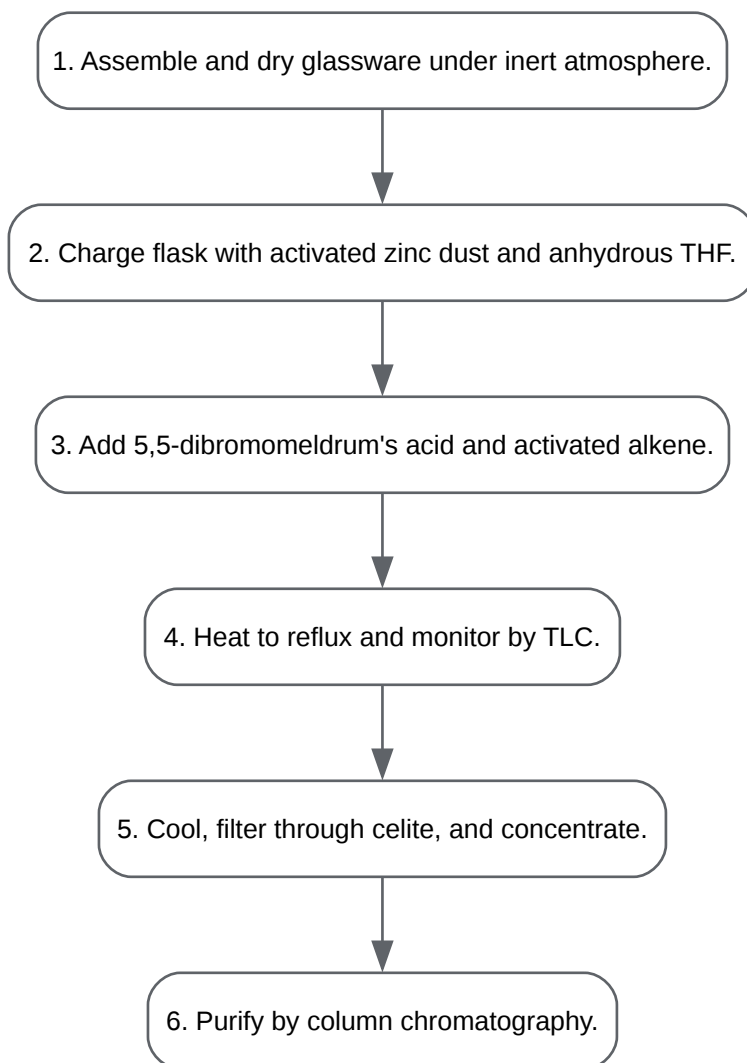 1. Assemble and dry glassware under inert atmosphere.
2. Charge flask with activated zinc dust and anhydrous THF.
3. Add 5,5-dibromomeldrum's acid and activated alkene.
4. Heat to reflux and monitor by TLC.
5. Cool, filter through celite, and concentrate.
6. Purify by column chromatography.